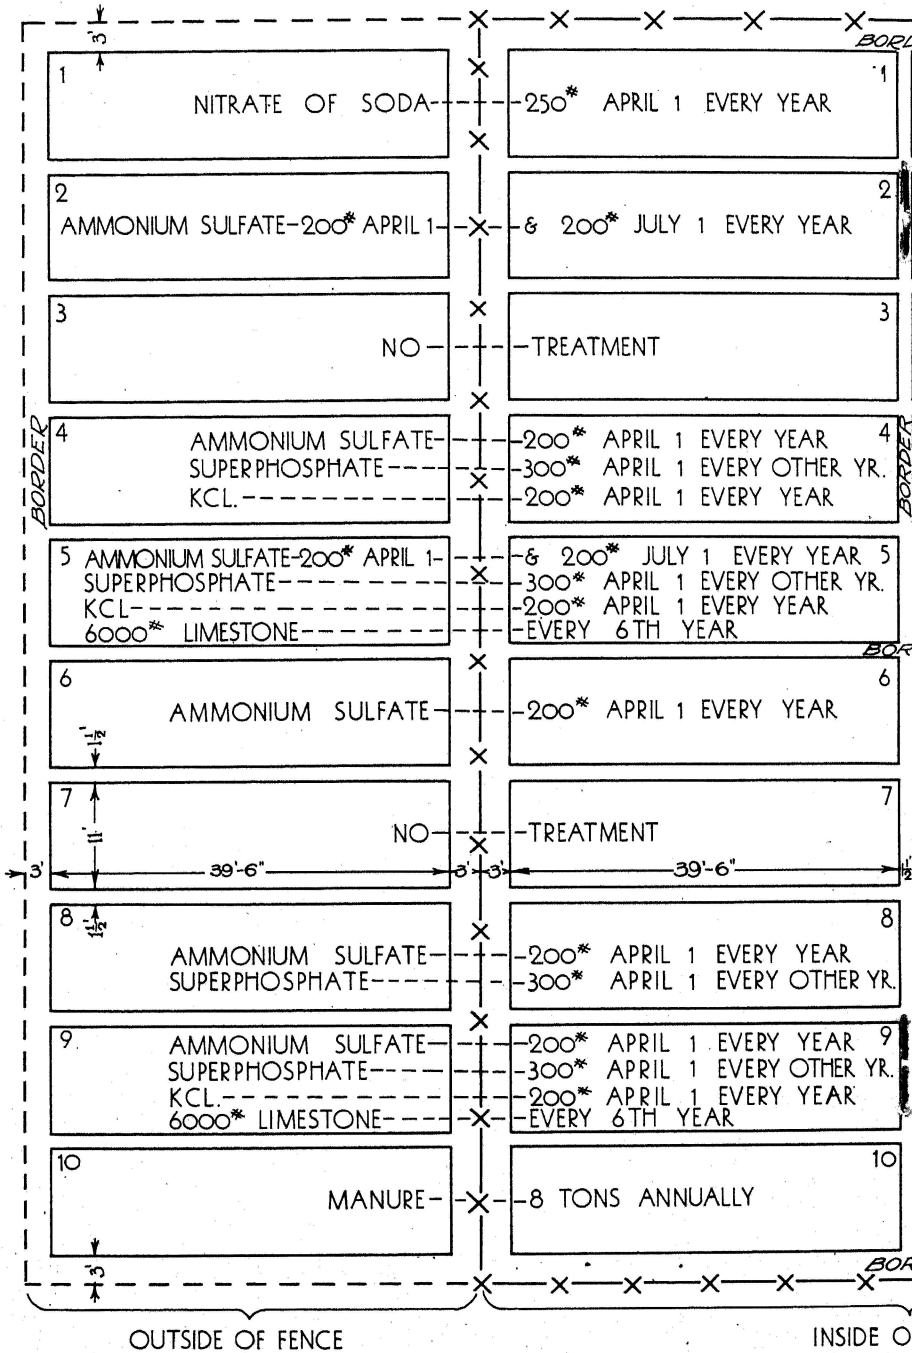 3'
BORD
1 1
NITRATE OF SODA 250# APRIL 1 EVERY YEAR
2 2
AMMONIUM SULFATE-200# APRIL 1 & 200# JULY 1 EVERY YEAR
3 3
NO TREATMENT
BORDER
BORDER
4 4
AMMONIUM SULFATE 200# APRIL 1 EVERY YEAR
SUPERPHOSPHATE 300# APRIL 1 EVERY OTHER YR.
KCL. 200# APRIL 1 EVERY YEAR
5 5
AMMONIUM SULFATE-200# APRIL 1 & 200# JULY 1 EVERY YEAR
SUPERPHOSPHATE 300# APRIL 1 EVERY OTHER YR.
KCL 200# APRIL 1 EVERY YEAR
6000# LIMESTONE EVERY 6TH YEAR
BOR
6 6
AMMONIUM SULFATE 200# APRIL 1 EVERY YEAR
1½'
7 7
NO TREATMENT
11'
3' 39'-6" 3' 3' 39'-6" 1½'
8 8
1½'
AMMONIUM SULFATE 200# APRIL 1 EVERY YEAR
SUPERPHOSPHATE 300# APRIL 1 EVERY OTHER YR.
9 9
AMMONIUM SULFATE 200# APRIL 1 EVERY YEAR
SUPERPHOSPHATE 300# APRIL 1 EVERY OTHER YR.
KCL. 200# APRIL 1 EVERY YEAR
6000# LIMESTONE EVERY 6TH YEAR
10 10
MANURE 8 TONS ANNUALLY
BOR
3'
OUTSIDE OF FENCE INSIDE O